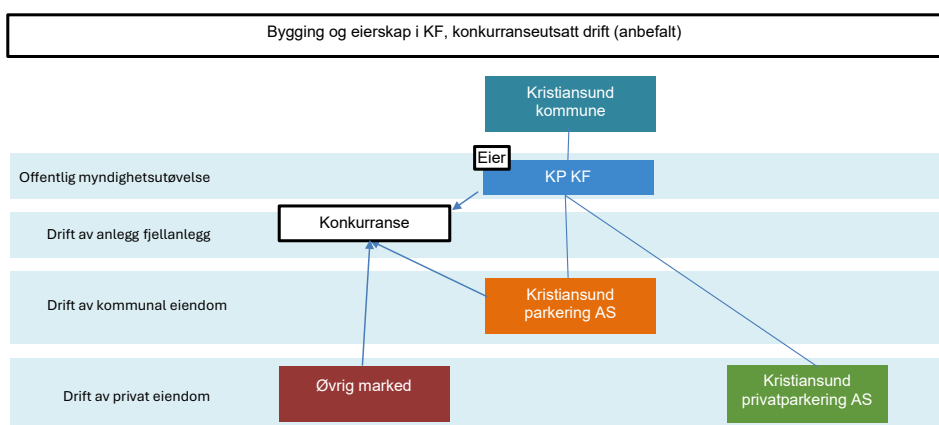 Bygging og eierskap i KF, konkurranseutsatt drift (anbefalt)
Kristiansund
kommune
Eier
Offentlig myndighetsutøvelse
KP KF
Konkurranse
Drift av anlegg fjellanlegg
Drift av kommunal eiendom
Kristiansund
parkering AS
Drift av privat eiendom
Øvrig marked
Kristiansund
privatparkering AS